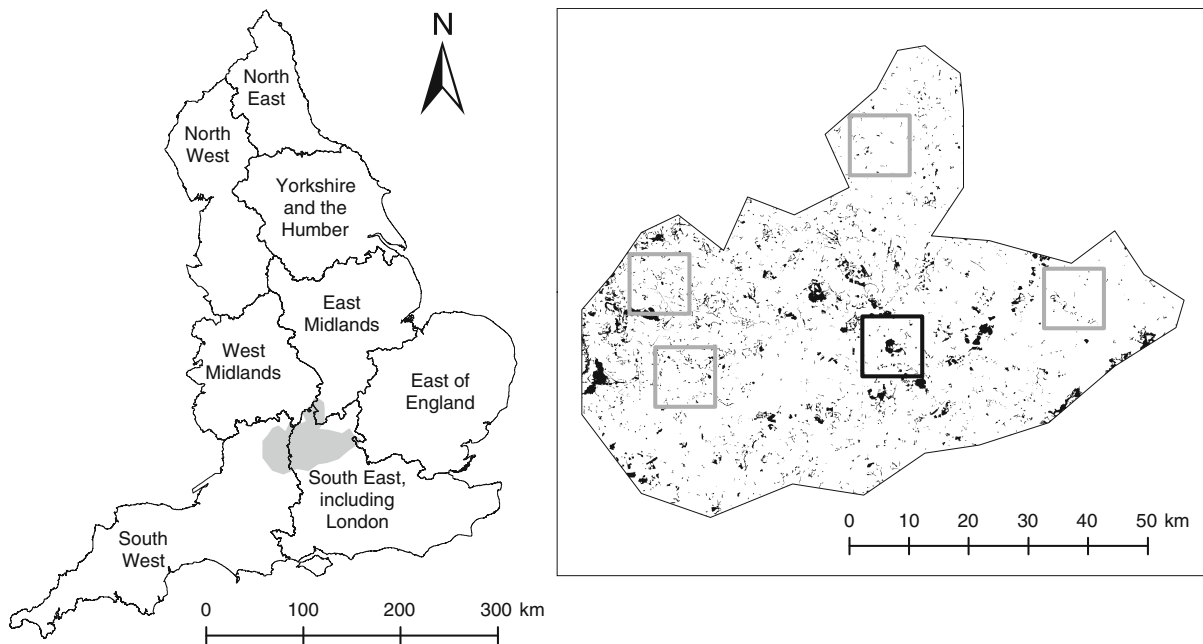 N
North
East
North
West
Yorkshire
and the
Humber
East
Midlands
West
Midlands
East of
England
South East,
including
London
South
West
0 100 200 300 km
0 10 20 30 40 50 km